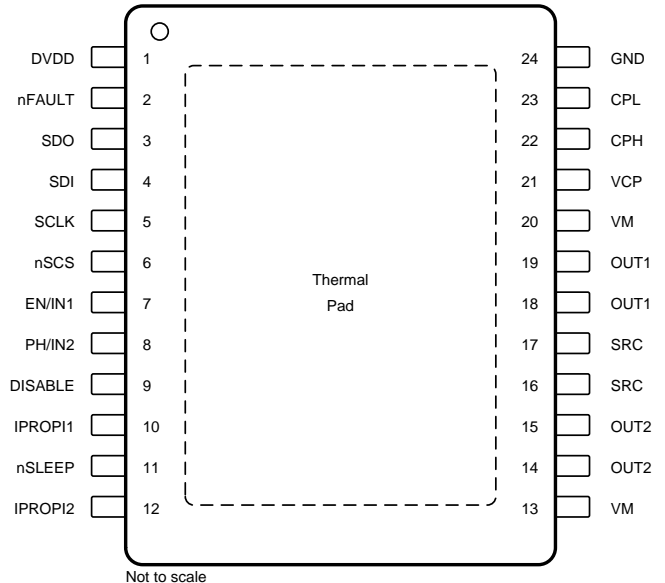 DVDD 1 24 GND
nFAULT 2 23 CPL
SDO 3 22 CPH
SDI 4 21 VCP
SCLK 5 20 VM
nSCS 6 19 OUT1
EN/IN1 7 18 OUT1
PH/IN2 8 17 SRC
DISABLE 9 16 SRC
IPROPI1 10 15 OUT2
nSLEEP 11 14 OUT2
IPROPI2 12 13 VM
Thermal
Pad
Not to scale